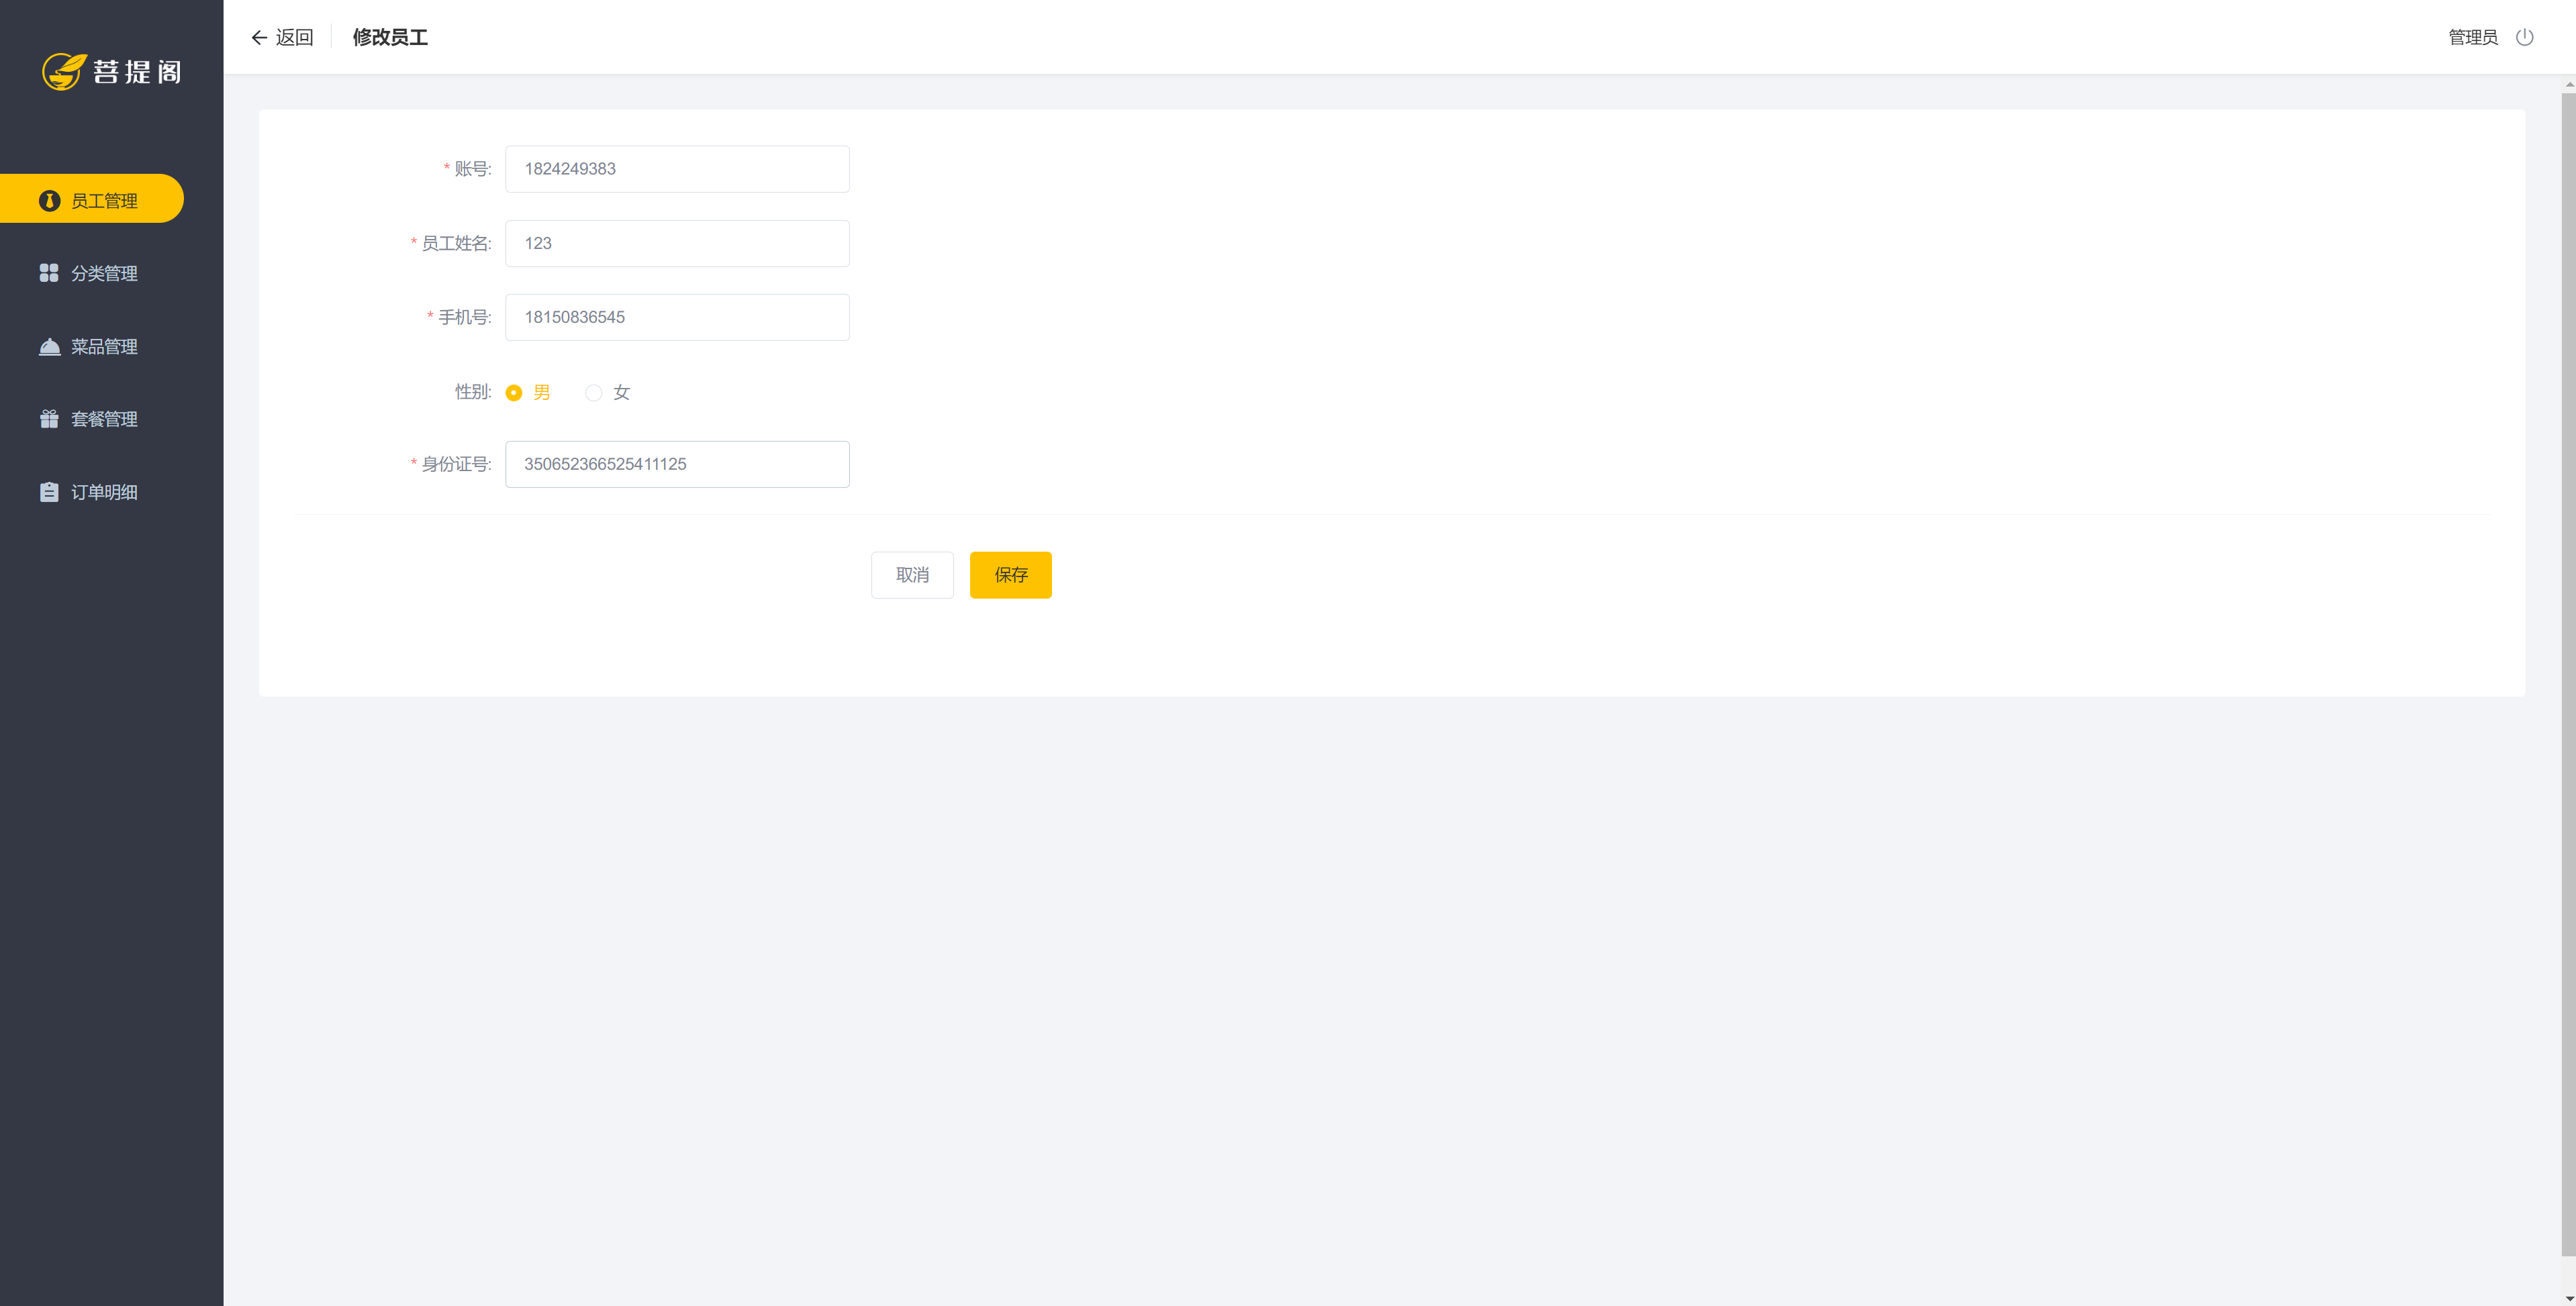 菩提阁
员工管理
分类管理
菜品管理
套餐管理
订单明细
返回 修改员工 管理员
* 账号: 1824249383
* 员工姓名: 123
* 手机号: 18150836545
性别: 男 女
* 身份证号: 350652366525411125
取消 保存